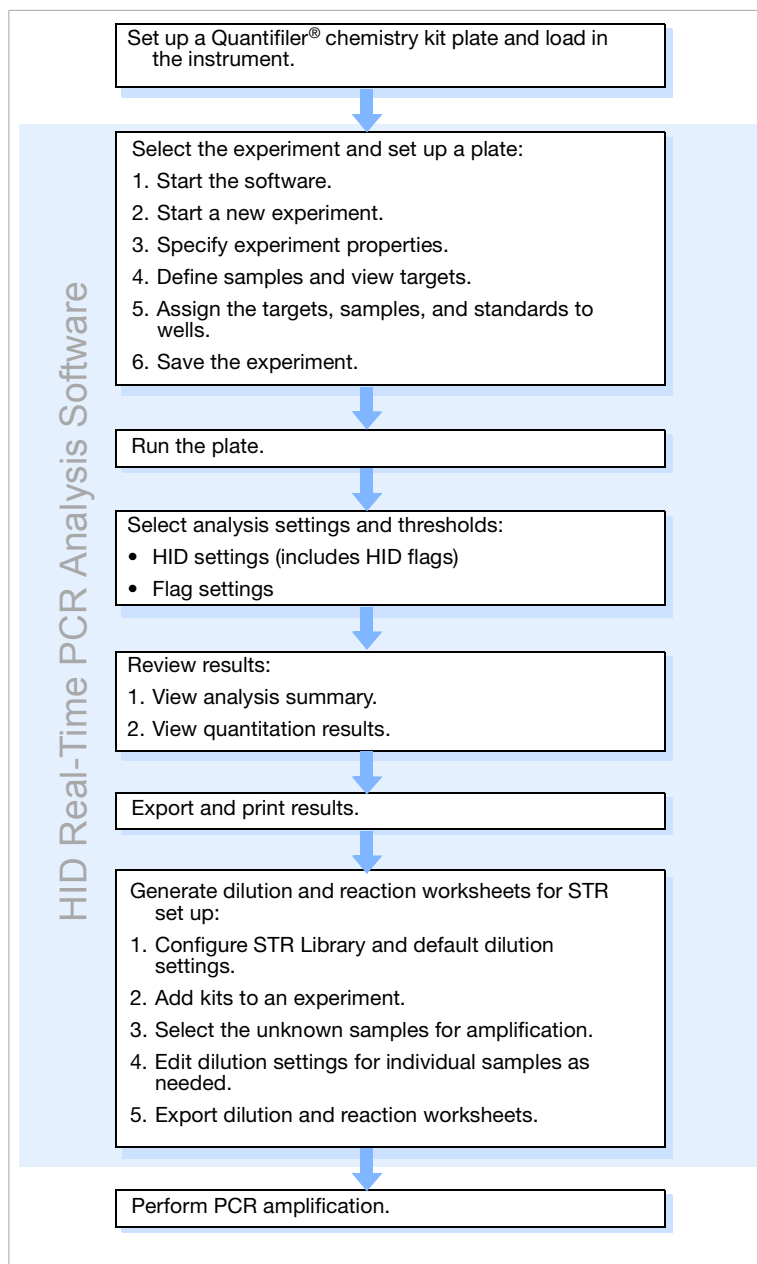 Set up a Quantifiler® chemistry kit plate and load in
the instrument.
HID Real-Time PCR Analysis Software
Select the experiment and set up a plate:
1. Start the software.
2. Start a new experiment.
3. Specify experiment properties.
4. Define samples and view targets.
5. Assign the targets, samples, and standards to
wells.
6. Save the experiment.
Run the plate.
Select analysis settings and thresholds:
• HID settings (includes HID flags)
• Flag settings
Review results:
1. View analysis summary.
2. View quantitation results.
Export and print results.
Generate dilution and reaction worksheets for STR
set up:
1. Configure STR Library and default dilution
settings.
2. Add kits to an experiment.
3. Select the unknown samples for amplification.
4. Edit dilution settings for individual samples as
needed.
5. Export dilution and reaction worksheets.
Perform PCR amplification.